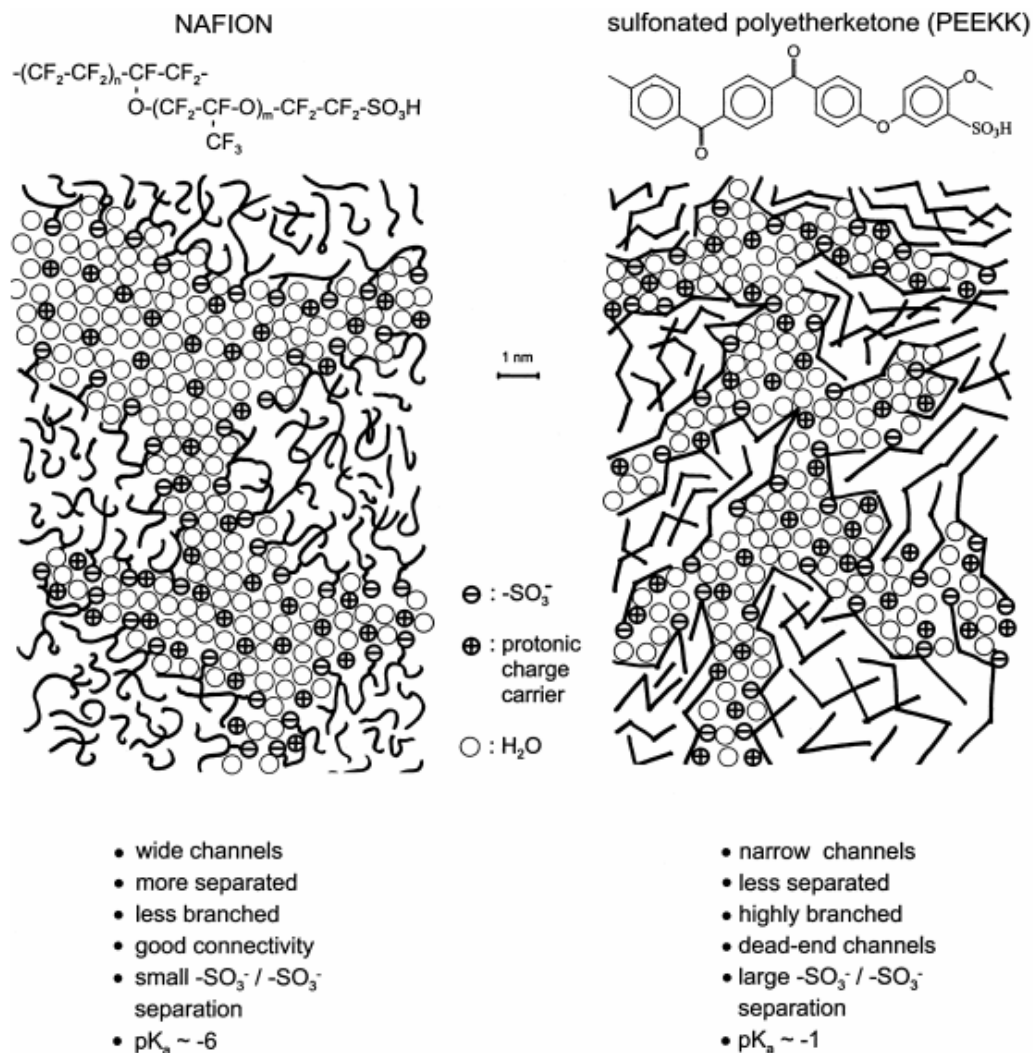 NAFION
-(CF₂-CF₂)ₙ-CF-CF₂-
O-(CF₂-CF-O)ₘ-CF₂-CF₂-SO₃H
CF₃
sulfonated polyetherketone (PEEKK)
O
O
O
O
SO₃H
1 nm
⊖ : -SO₃⁻
⊕ : protonic
charge
carrier
○ : H₂O
• wide channels
• more separated
• less branched
• good connectivity
• small -SO₃⁻ / -SO₃⁻
separation
• pKₐ ~ -6
• narrow channels
• less separated
• highly branched
• dead-end channels
• large -SO₃⁻ / -SO₃⁻
separation
• pKₐ ~ -1